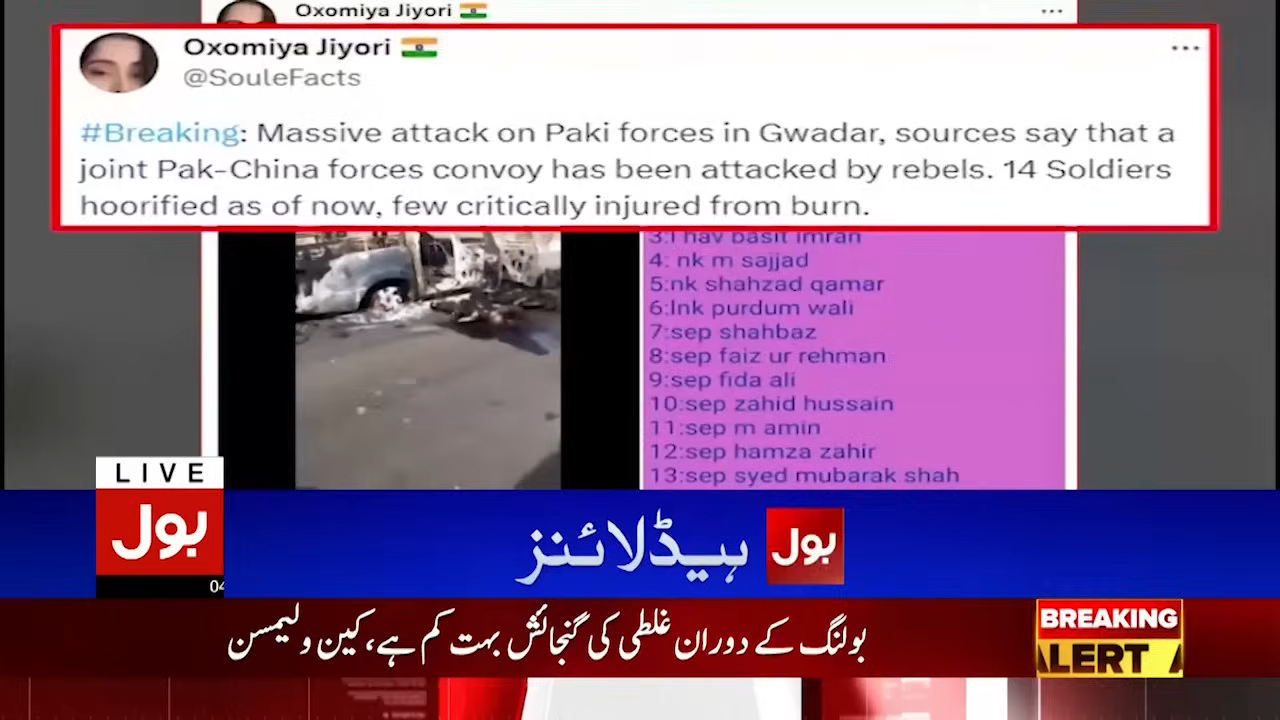 Oxomiya Jiyori
Oxomiya Jiyori
@SouleFacts
#Breaking: Massive attack on Paki forces in Gwadar, sources say that a
joint Pak-China forces convoy has been attacked by rebels. 14 Soldiers
hoorified as of now, few critically injured from burn.
3:l hav basit imran
4: nk m sajjad
5:nk shahzad qamar
6:lnk purdum wali
7:sep shahbaz
8:sep faiz ur rehman
9:sep fida ali
10:sep zahid hussain
11:sep m amin
12:sep hamza zahir
13:sep syed mubarak shah
LIVE
بول
04
ہیڈلائنز
بول
بولنگ کے دوران غلطی کی گنجائش بہت کم ہے، کین ولیمسن
BREAKING
ALERT